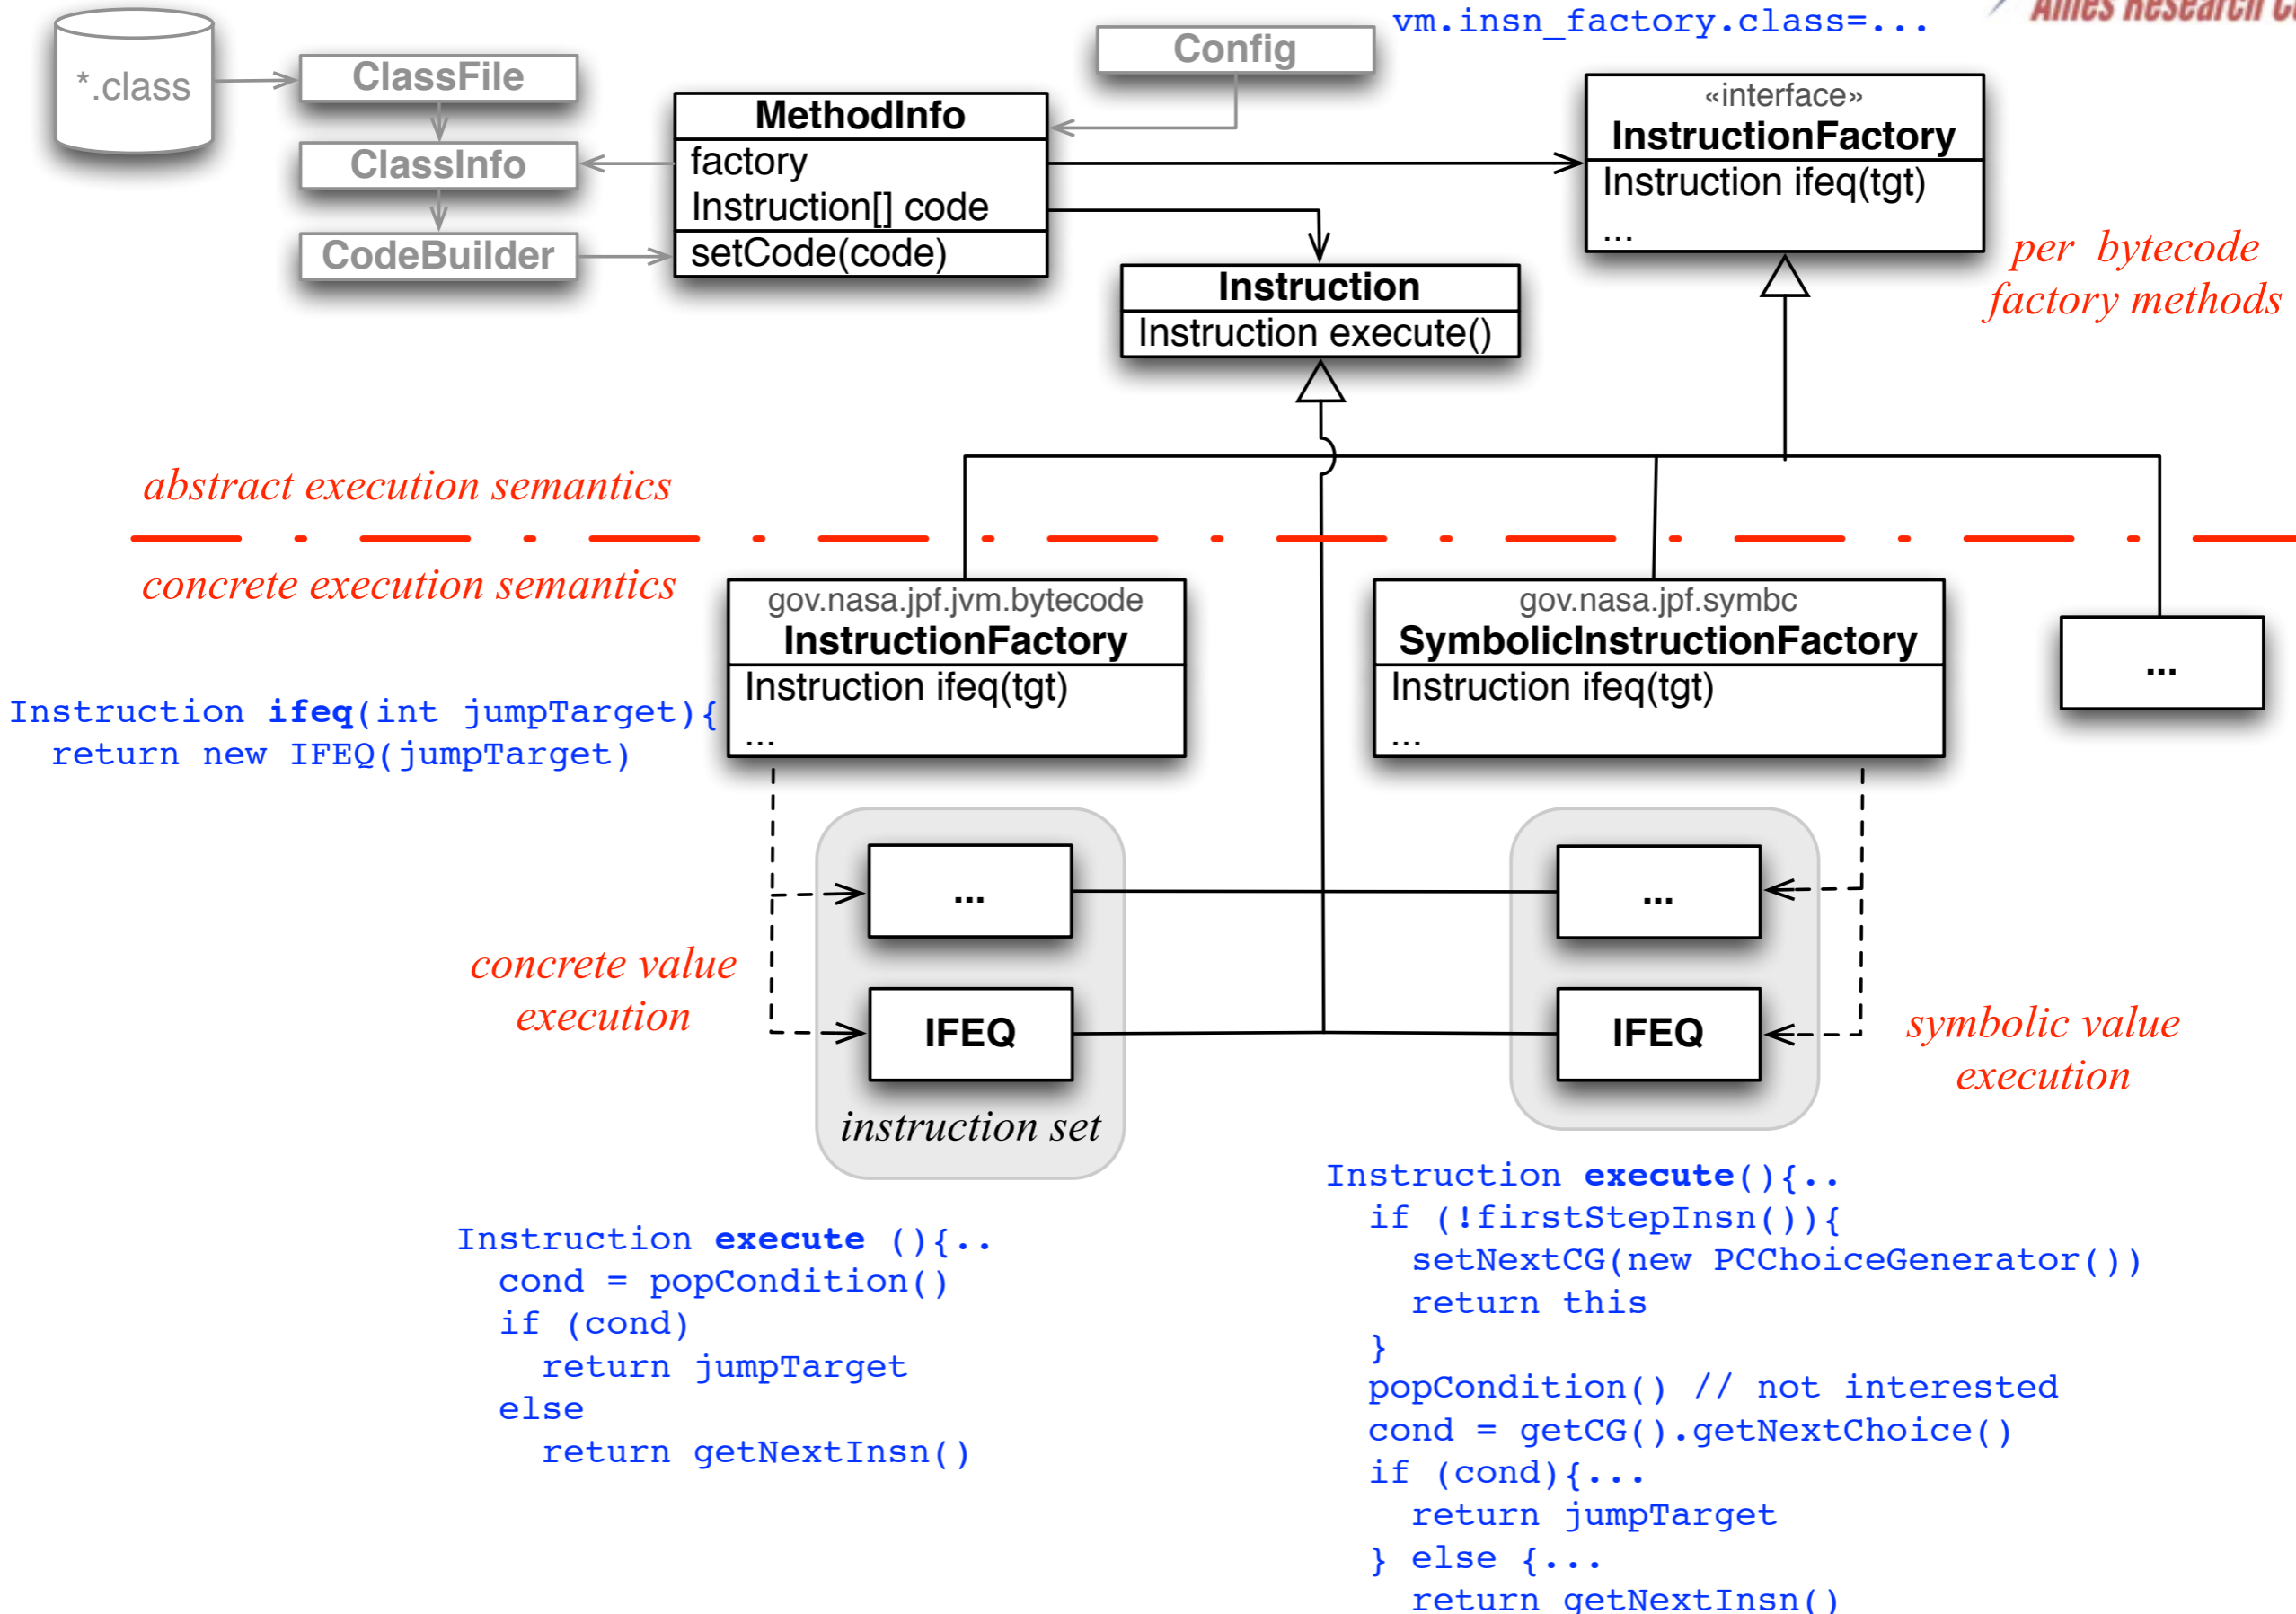 vm.insn_factory.class=...
Ames Research
*.class
ClassFile
ClassInfo
CodeBuilder
Config
MethodInfo
factory
Instruction[] code
setCode(code)
«interface»
InstructionFactory
Instruction ifeq(tgt)
...
per bytecode
factory methods
Instruction
Instruction execute()
abstract execution semantics
concrete execution semantics
gov.nasa.jpf.jvm.bytecode
InstructionFactory
Instruction ifeq(tgt)
...
gov.nasa.jpf.symbc
SymbolicInstructionFactory
Instruction ifeq(tgt)
...
...
Instruction ifeq(int jumpTarget){
return new IFEQ(jumpTarget)
...
IFEQ
instruction set
concrete value
execution
...
IFEQ
symbolic value
execution
Instruction execute (){..
cond = popCondition()
if (cond)
return jumpTarget
else
return getNextInsn()
Instruction execute(){..
if (!firstStepInsn()){
setNextCG(new PCChoiceGenerator())
return this
}
popCondition() // not interested
cond = getCG().getNextChoice()
if (cond){...
return jumpTarget
} else {...
return getNextInsn()